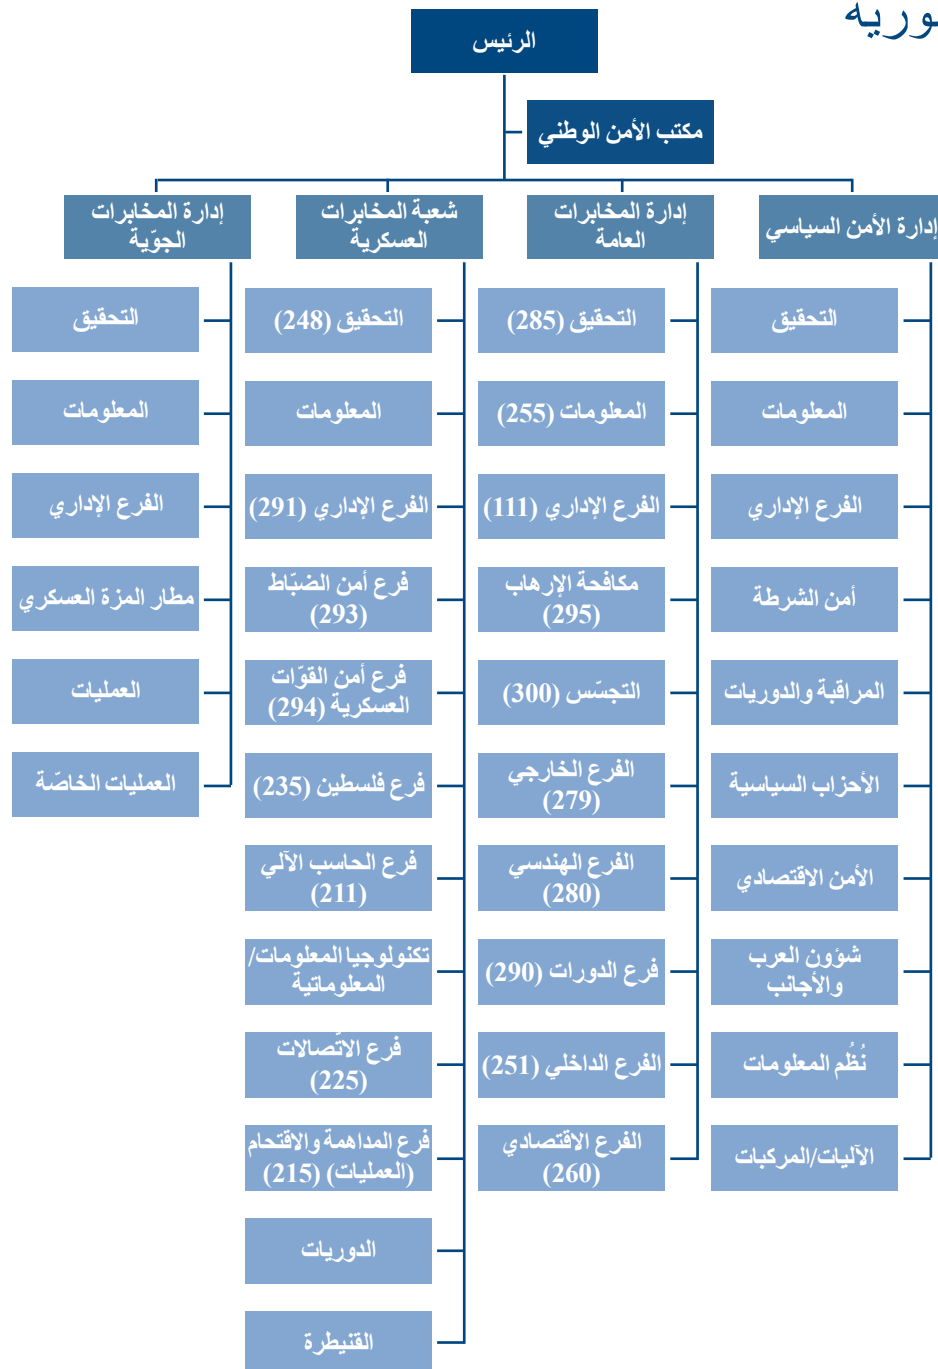 ـورية
الرئيس
مكتب الأمن الوطني
إدارة الأمن السياسي
التحقيق
المعلومات
الفرع الإداري
أمن الشرطة
المراقبة والدوريات
الأحزاب السياسية
الأمن الاقتصادي
شؤون العرب
والأجانب
نُظُم المعلومات
الآليات/المركبات
إدارة المخابرات
العامة
التحقيق (285)
المعلومات (255)
الفرع الإداري (111)
مكافحة الإرهاب
(295)
التجسّس (300)
الفرع الخارجي
(279)
الفرع الهندسي
(280)
فرع الدورات (290)
الفرع الداخلي (251)
الفرع الاقتصادي
(260)
شعبة المخابرات
العسكرية
التحقيق (248)
المعلومات
الفرع الإداري (291)
فرع أمن الضبّاط
(293)
فرع أمن القوّات
العسكرية (294)
فرع فلسطين (235)
فرع الحاسب الآلي
(211)
تكنولوجيا المعلومات/
المعلوماتية
فرع الاتّصالات
(225)
فرع المداهمة والاقتحام
(العمليات) (215)
الدوريات
القنيطرة
إدارة المخابرات
الجوّية
التحقيق
المعلومات
الفرع الإداري
مطار المزة العسكري
العمليات
العمليات الخاصّة